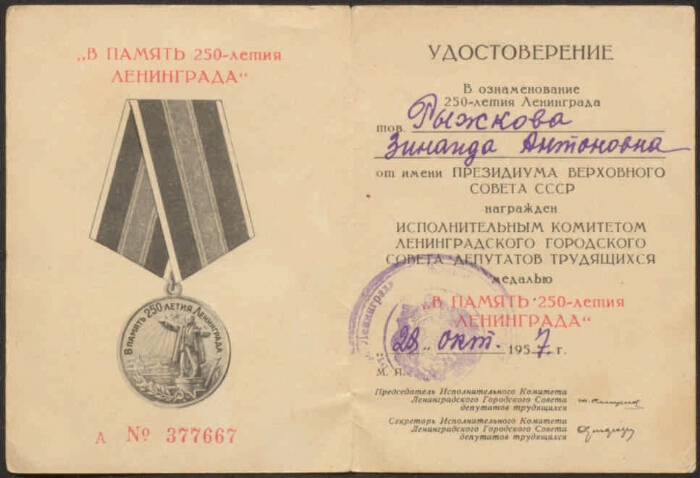 „В ПАМЯТЬ 250-летия
ЛЕНИНГРАДА“
В ПАМЯТЬ 250-ЛЕТИЯ ЛЕНИНГРАДА
А № 377667
УДОСТОВЕРЕНИЕ
В ознаменование
250-летия Ленинграда
тов. Рыжкова
Зинаида Антоновна
от имени ПРЕЗИДИУМА ВЕРХОВНОГО
СОВЕТА СССР
награжден
ИСПОЛНИТЕЛЬНЫМ КОМИТЕТОМ
ЛЕНИНГРАДСКОГО ГОРОДСКОГО
СОВЕТА ДЕПУТАТОВ ТРУДЯЩИХСЯ
медалью
„В ПАМЯТЬ 250-летия
ЛЕНИНГРАДА“
„28“ окт. 1957 г.
М. П.
Председатель Исполнительного Комитета
Ленинградского Городского Совета
депутатов трудящихся
Секретарь Исполнительного Комитета
Ленинградского Городского Совета
депутатов трудящихся